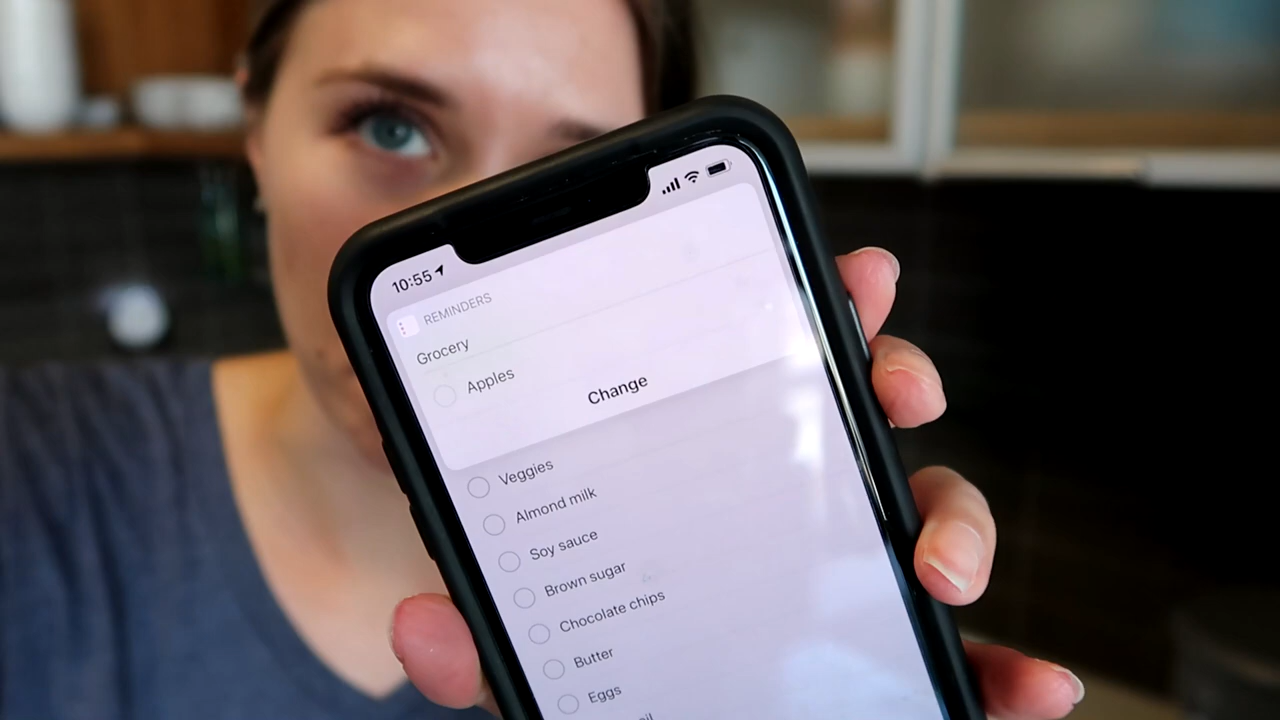 10:55
REMINDERS
Grocery
Apples
Change
Veggies
Almond milk
Soy sauce
Brown sugar
Chocolate chips
Butter
Eggs